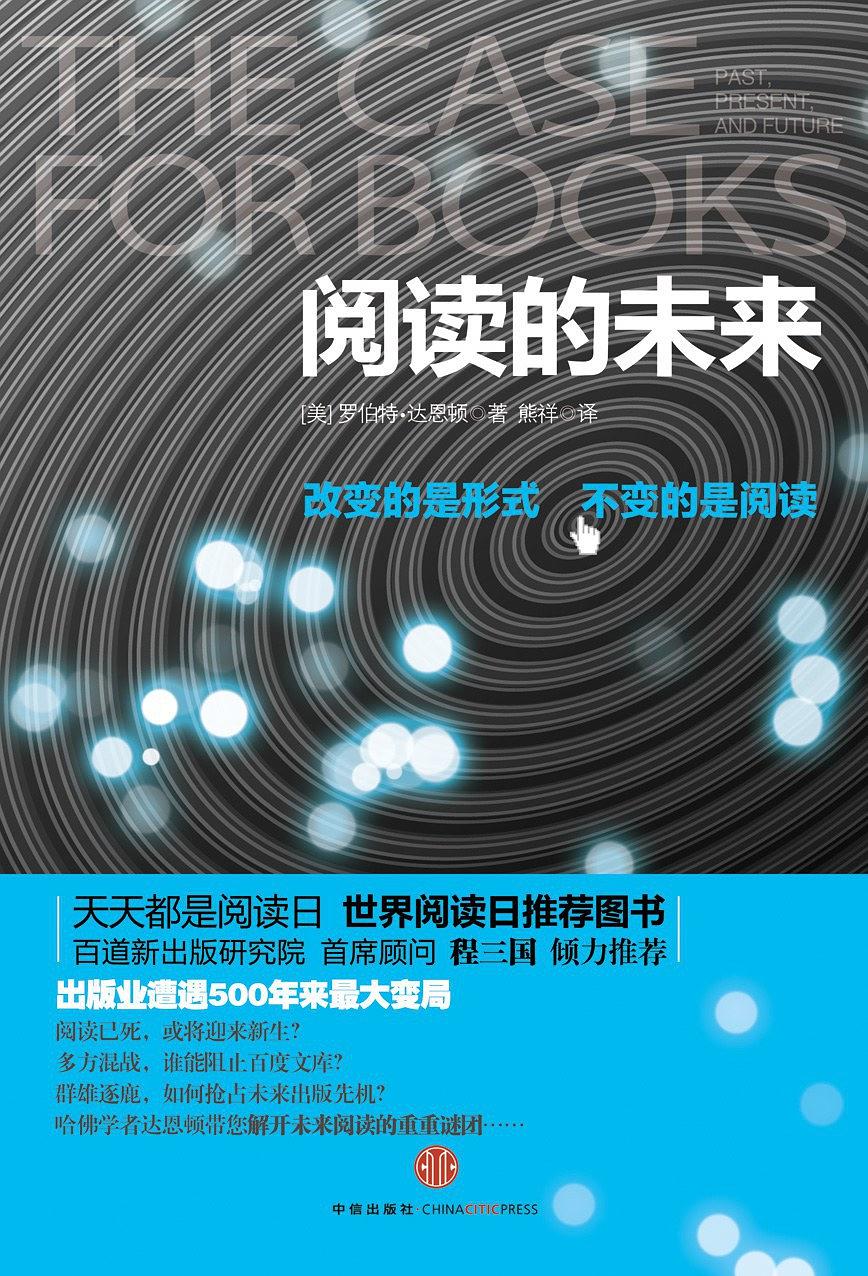 THE CASE
PAST,
PRESENT,
AND FUTURE
FOR BOOKS
阅读的未来
[美] 罗伯特·达恩顿◎著 熊祥◎译
改变的是形式 不变的是阅读
天天都是阅读日 世界阅读日推荐图书
百道新出版研究院 首席顾问 程三国 倾力推荐
出版业遭遇500年来最大变局
阅读已死，或将迎来新生？
多方混战，谁能阻止百度文库？
群雄逐鹿，如何抢占未来出版先机？
哈佛学者达恩顿带您解开未来阅读的重重谜团……
中信出版社·CHINACITICPRESS